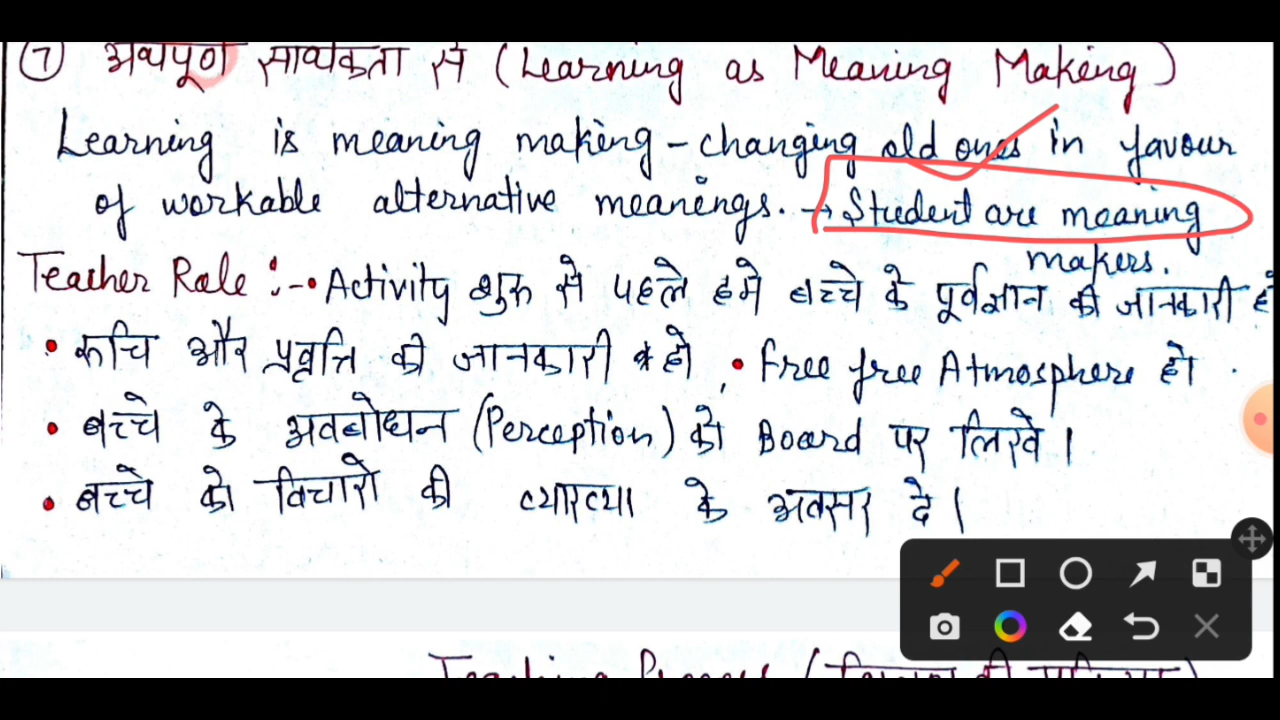 ⑦ अर्थपूर्ण सार्थकता से (Learning as Meaning Making)
Learning is meaning making - changing old ones in favour
of workable alternative meanings. → Student are meaning
makers.
Teacher Role :- • Activity शुरू से पहले हमे बच्चे के पूर्वज्ञान की जानकारी हो
• रूचि और प्रवृत्ति की जानकारी हो, • Free free Atmosphere हो.
• बच्चे के अवबोधन (Perception) को Board पर लिखे।
• बच्चे को विचारो की व्याख्या के अवसर दे।
Teaching Process (